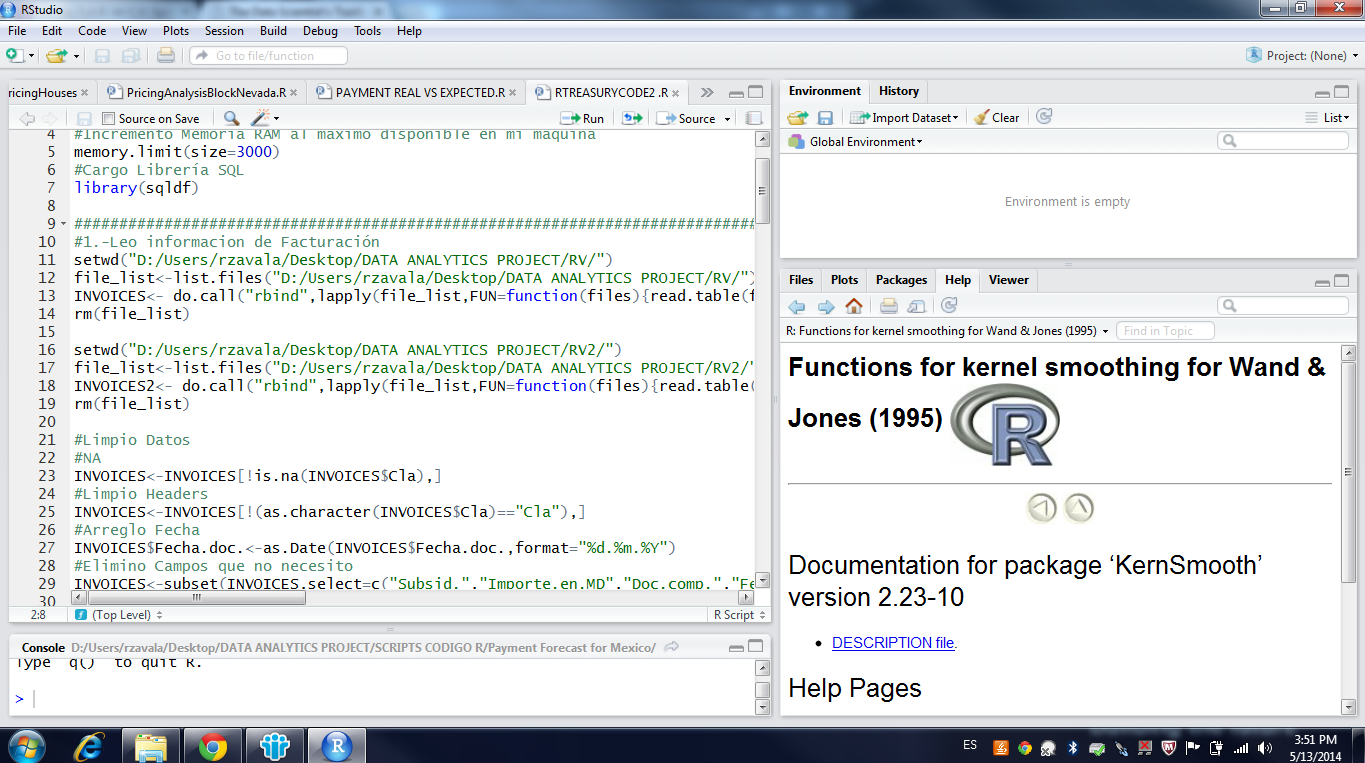 RStudio
File Edit Code View Plots Session Build Debug Tools Help
Go to file/function
Project: (None)
ricingHouses
PricingAnalysisBlockNevada.R
PAYMENT REAL VS EXPECTED.R
RTREASURYCODE2 .R
Source on Save
Run
Source
4 #Incremento Memoria RAM al maximo disponible en mi maquina
5 memory.limit(size=3000)
6 #Cargo Librería SQL
7 library(sqldf)
8
9 ############################################################################
10 #1.-Leo informacion de Facturación
11 setwd("D:/Users/rzavala/Desktop/DATA ANALYTICS PROJECT/RV/")
12 file_list<-list.files("D:/Users/rzavala/Desktop/DATA ANALYTICS PROJECT/RV/")
13 INVOICES<- do.call("rbind",lapply(file_list,FUN=function(files){read.table(f
14 rm(file_list)
15
16 setwd("D:/Users/rzavala/Desktop/DATA ANALYTICS PROJECT/RV2/")
17 file_list<-list.files("D:/Users/rzavala/Desktop/DATA ANALYTICS PROJECT/RV2/"
18 INVOICES2<- do.call("rbind",lapply(file_list,FUN=function(files){read.table(
19 rm(file_list)
20
21 #Limpio Datos
22 #NA
23 INVOICES<-INVOICES[!is.na(INVOICES$Cla),]
24 #Limpio Headers
25 INVOICES<-INVOICES[!(as.character(INVOICES$Cla)=="Cla"),]
26 #Arreglo Fecha
27 INVOICES$Fecha.doc.<-as.Date(INVOICES$Fecha.doc.,format="%d.%m.%Y")
28 #Elimino Campos que no necesito
29 INVOICES<-subset(INVOICES,select=c("Subsid.","Importe.en.MD","Doc.comp.","Fe
30
2:8
(Top Level)
R Script
Console D:/Users/rzavala/Desktop/DATA ANALYTICS PROJECT/SCRIPTS CODIGO R/Payment Forecast for Mexico/
Type 'q()' to quit R.
>
Environment History
Import Dataset
Clear
List
Global Environment
Environment is empty
Files Plots Packages Help Viewer
R: Functions for kernel smoothing for Wand & Jones (1995)
Find in Topic
Functions for kernel smoothing for Wand &
Jones (1995)
R
Documentation for package ‘KernSmooth’
version 2.23-10
DESCRIPTION file.
Help Pages
ES
3:51 PM
5/13/2014